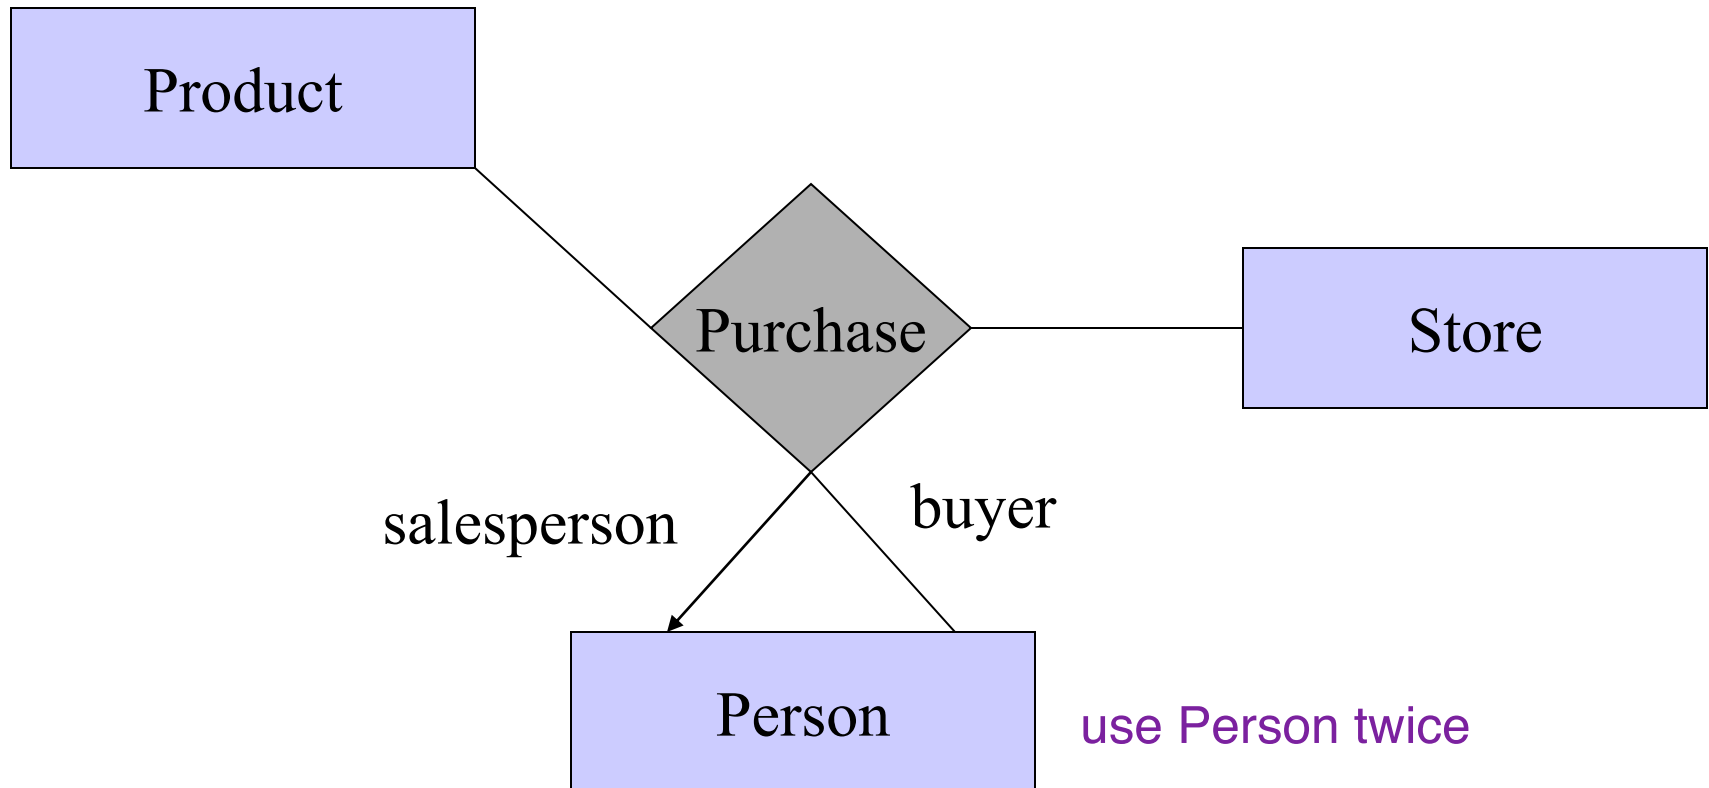 Product
Purchase
Store
salesperson
buyer
Person
use Person twice